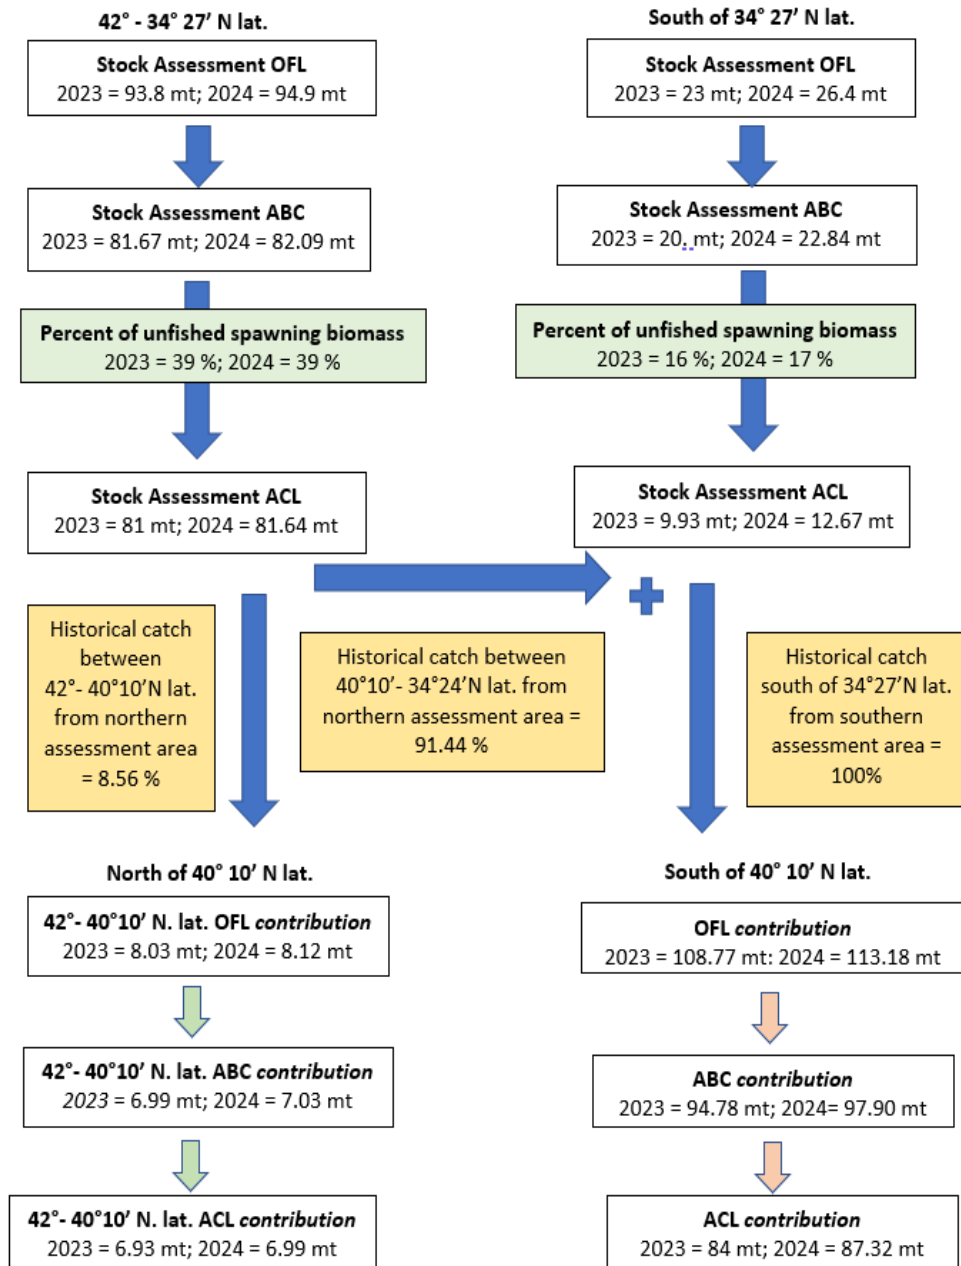 42° - 34° 27’ N lat.
Stock Assessment OFL
2023 = 93.8 mt; 2024 = 94.9 mt
Stock Assessment ABC
2023 = 81.67 mt; 2024 = 82.09 mt
Percent of unfished spawning biomass
2023 = 39 %; 2024 = 39 %
Stock Assessment ACL
2023 = 81 mt; 2024 = 81.64 mt
South of 34° 27’ N lat.
Stock Assessment OFL
2023 = 23 mt; 2024 = 26.4 mt
Stock Assessment ABC
2023 = 20. mt; 2024 = 22.84 mt
Percent of unfished spawning biomass
2023 = 16 %; 2024 = 17 %
Stock Assessment ACL
2023 = 9.93 mt; 2024 = 12.67 mt
Historical catch
between
42°- 40°10’N lat.
from northern
assessment area
= 8.56 %
Historical catch between
40°10’- 34°24’N lat. from
northern assessment area =
91.44 %
Historical catch
south of 34°27’N lat.
from southern
assessment area =
100%
North of 40° 10’ N lat.
42°- 40°10’ N. lat. OFL contribution
2023 = 8.03 mt; 2024 = 8.12 mt
42°- 40°10’ N. lat. ABC contribution
2023 = 6.99 mt; 2024 = 7.03 mt
42°- 40°10’ N. lat. ACL contribution
2023 = 6.93 mt; 2024 = 6.99 mt
South of 40° 10’ N lat.
OFL contribution
2023 = 108.77 mt: 2024 = 113.18 mt
ABC contribution
2023 = 94.78 mt; 2024= 97.90 mt
ACL contribution
2023 = 84 mt; 2024 = 87.32 mt